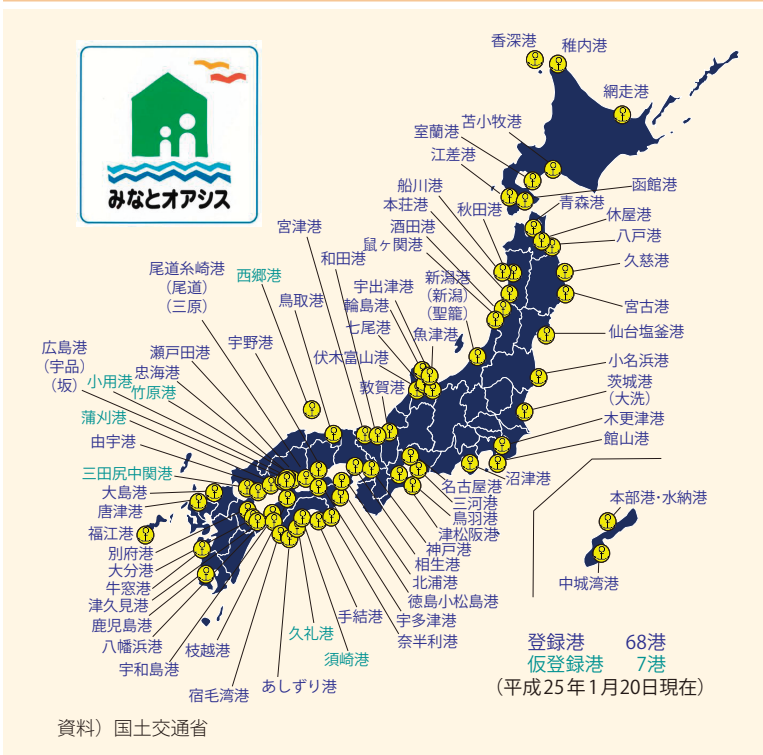 香深港
稚内港
網走港
苫小牧港
室蘭港
江差港
函館港
船川港
青森港
本荘港
秋田港
休屋港
酒田港
八戸港
鼠ヶ関港
久慈港
みなとオアシス
宮津港
和田港
宮古港
尾道糸崎港
(尾道)
(三原)
西郷港
宇出津港
新潟港
(新潟)
(聖籠)
鳥取港
輪島港
七尾港
魚津港
仙台塩釜港
宇野港
伏木富山港
小名浜港
広島港
(宇品)
(坂)
瀬戸田港
忠海港
敦賀港
茨城港
(大洗)
小用港
竹原港
蒲刈港
木更津港
由宇港
館山港
三田尻中関港
沼津港
名古屋港
大島港
三河港
唐津港
鳥羽港
福江港
津松阪港
別府港
神戸港
大分港
相生港
牛窓港
北浦港
津久見港
徳島小松島港
鹿児島港
手結港
宇多津港
八幡浜港
奈半利港
宇和島港
枝越港
久礼港
須崎港
宿毛湾港
あしずり港
本部港・水納港
中城湾港
登録港 68港
仮登録港 7港
(平成25年1月20日現在)
資料）国土交通省